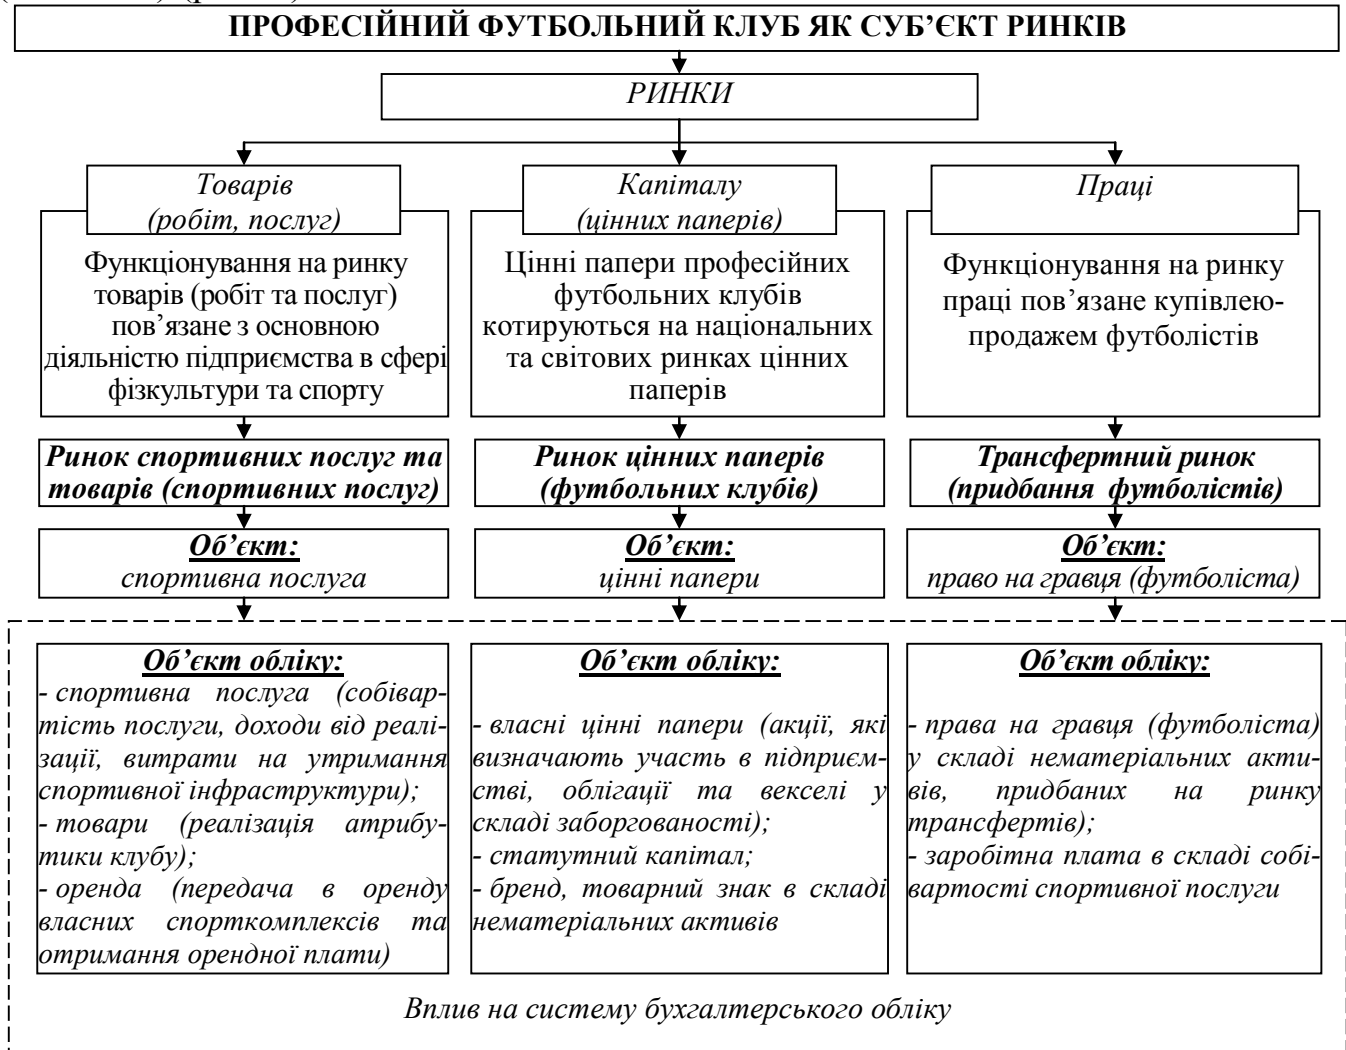 ПРОФЕСІЙНИЙ ФУТБОЛЬНИЙ КЛУБ ЯК СУБ’ЄКТ РИНКІВ
РИНКИ
Товарів
(робіт, послуг)
Функціонування на ринку
товарів (робіт та послуг)
пов’язане з основною
діяльністю підприємства в сфері
фізкультури та спорту
Ринок спортивних послуг та
товарів (спортивних послуг)
Об’єкт:
спортивна послуга
Об’єкт обліку:
- спортивна послуга (собівар-
тість послуги, доходи від реалі-
зації, витрати на утримання
спортивної інфраструктури);
- товари (реалізація атрибу-
тики клубу);
- оренда (передача в оренду
власних спорткомплексів та
отримання орендної плати)
Капіталу
(цінних паперів)
Цінні папери професійних
футбольних клубів
котируються на національних
та світових ринках цінних
паперів
Ринок цінних паперів
(футбольних клубів)
Об’єкт:
цінні папери
Об’єкт обліку:
- власні цінні папери (акції, які
визначають участь в підприєм-
стві, облігації та векселі у
складі заборгованості);
- статутний капітал;
- бренд, товарний знак в складі
нематеріальних активів
Праці
Функціонування на ринку
праці пов’язане купівлею-
продажем футболістів
Трансфертний ринок
(придбання футболістів)
Об’єкт:
право на гравця (футболіста)
Об’єкт обліку:
- права на гравця (футболіста)
у складі нематеріальних акти-
вів, придбаних на ринку
трансфертів);
- заробітна плата в складі собі-
вартості спортивної послуги
Вплив на систему бухгалтерського обліку